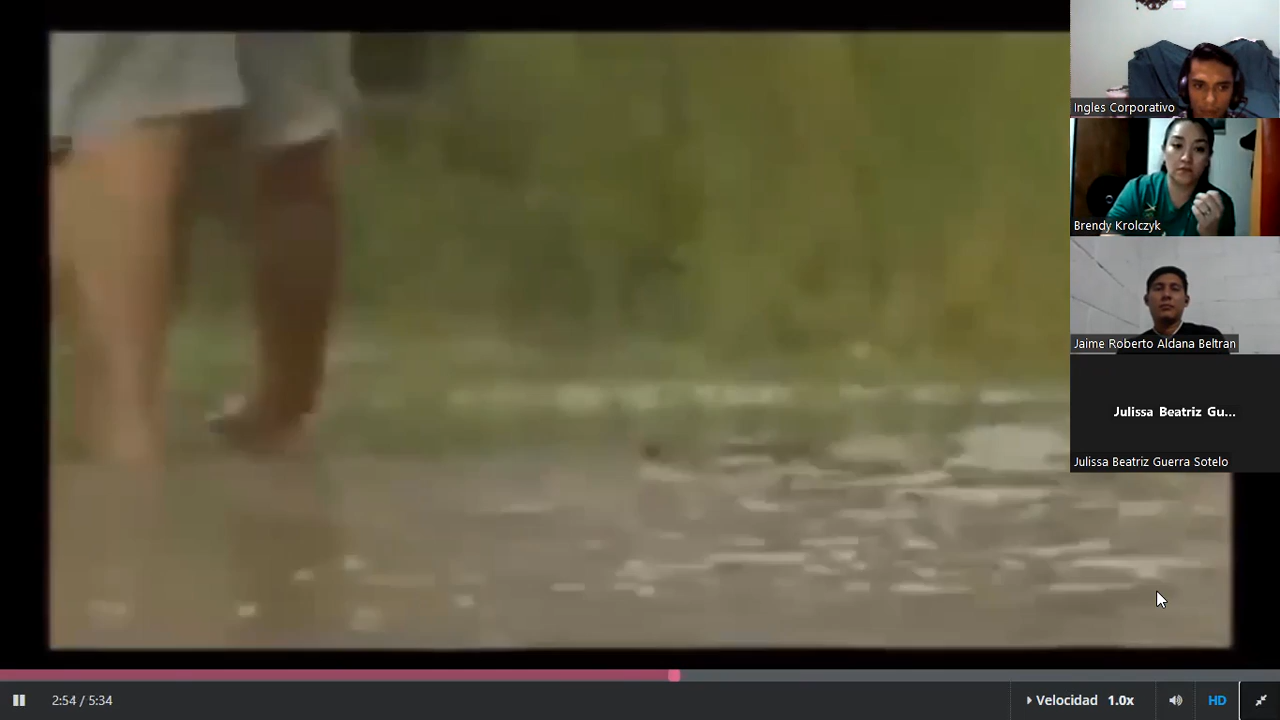 Ingles Corporativo
Brendy Krolczyk
Jaime Roberto Aldana Beltran
Julissa Beatriz Gu...
Julissa Beatriz Guerra Sotelo
2:54 / 5:34
Velocidad 1.0x
HD